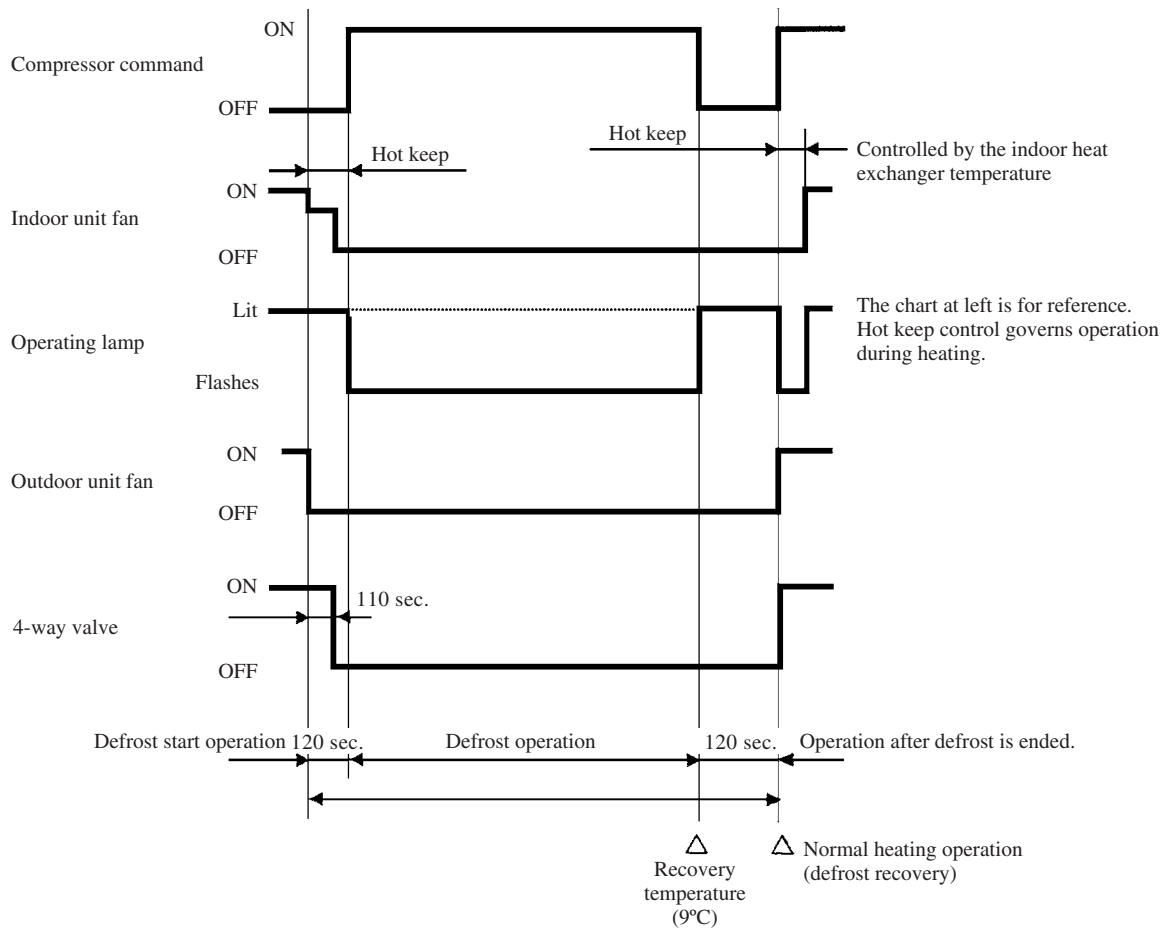 ON
Compressor command
OFF
Hot keep
Hot keep
Controlled by the indoor heat
exchanger temperature
ON
Indoor unit fan
OFF
Lit
The chart at left is for reference.
Hot keep control governs operation
during heating.
Operating lamp
Flashes
ON
Outdoor unit fan
OFF
ON
110 sec.
4-way valve
OFF
Defrost start operation 120 sec.
Defrost operation
120 sec.
Operation after defrost is ended.
Recovery
temperature
(9ºC)
Normal heating operation
(defrost recovery)